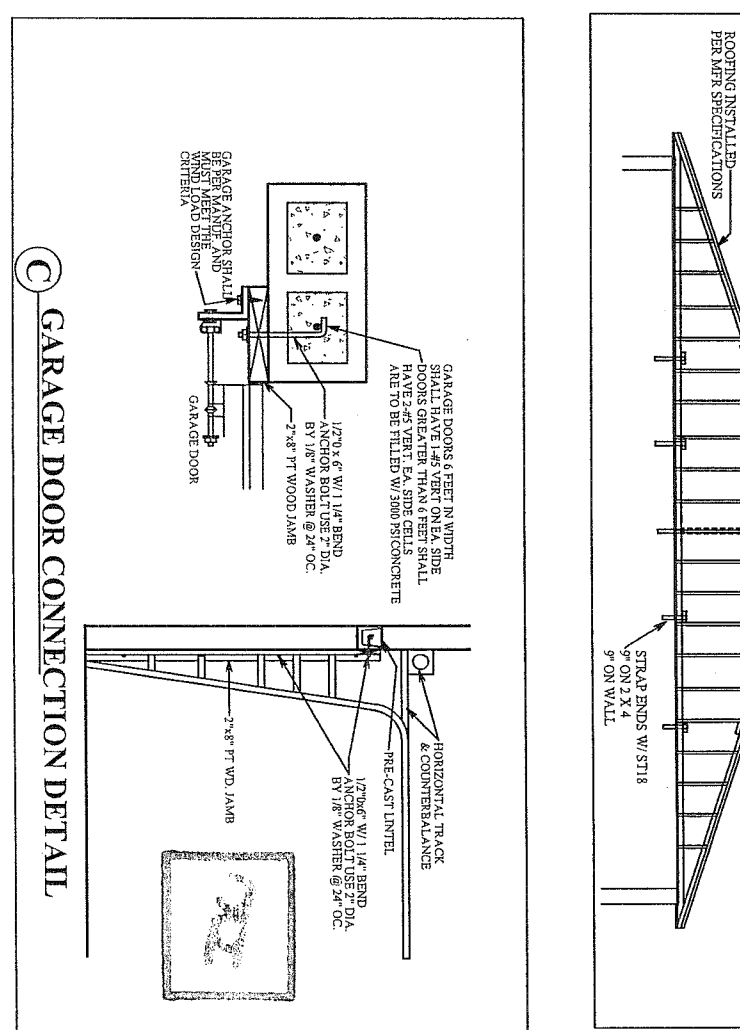 ROOFING INSTALLED
PER MFR SPECIFICATIONS
STRAP ENDS W/ ST18
9" ON 2 X 4
9" ON WALL
GARAGE DOORS 6 FEET IN WIDTH
SHALL HAVE 1-#5 VERT ON EA. SIDE
DOORS GREATER THAN 6 FEET SHALL
HAVE 2-#5 VERT. EA. SIDE CELLS
ARE TO BE FILLED W/ 3000 PSI CONCRETE
1/2"0 x 6" W/ 1 1/4" BEND
ANCHOR BOLT USE 2" DIA.
BY 1/8" WASHER @ 24" OC.
2"x8" PT WOOD JAMB
GARAGE DOOR
GARAGE ANCHOR SHALL
BE PER MANUF. AND
MUST MEET THE
WIND LOAD DESIGN
CRITERIA
HORIZONTAL TRACK
& COUNTERBALANCE
PRE-CAST LINTEL
1/2"0x6" W/ 1 1/4" BEND
ANCHOR BOLT USE 2" DIA.
BY 1/8" WASHER @ 24" OC.
2"x8" PT WD. JAMB
C GARAGE DOOR CONNECTION DETAIL